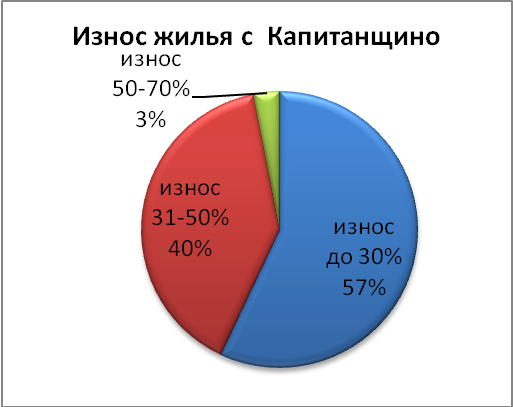 Износ жилья с Капитанщино
износ
50-70%
3%
износ
31-50%
40%
износ
до 30%
57%